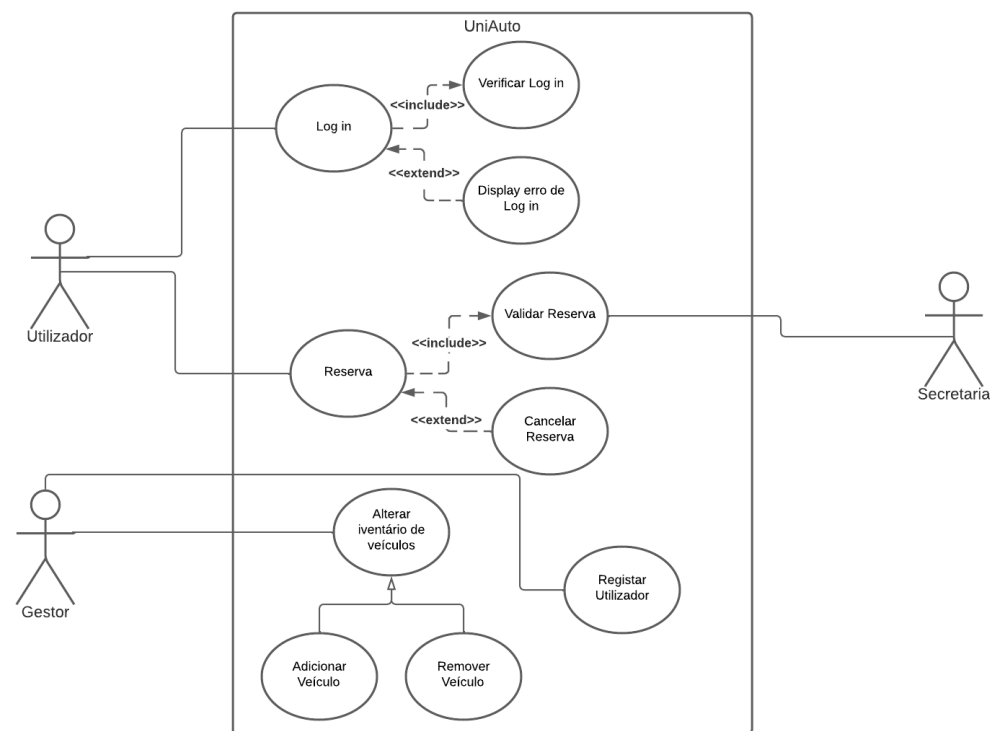 UniAuto
Verificar Log in
<<include>>
Log in
<<extend>>
Display erro de
Log in
Utilizador
Validar Reserva
<<include>>
Reserva
<<extend>>
Cancelar
Reserva
Secretaria
Alterar
iventário de
veículos
Gestor
Registar
Utilizador
Adicionar
Veículo
Remover
Veículo